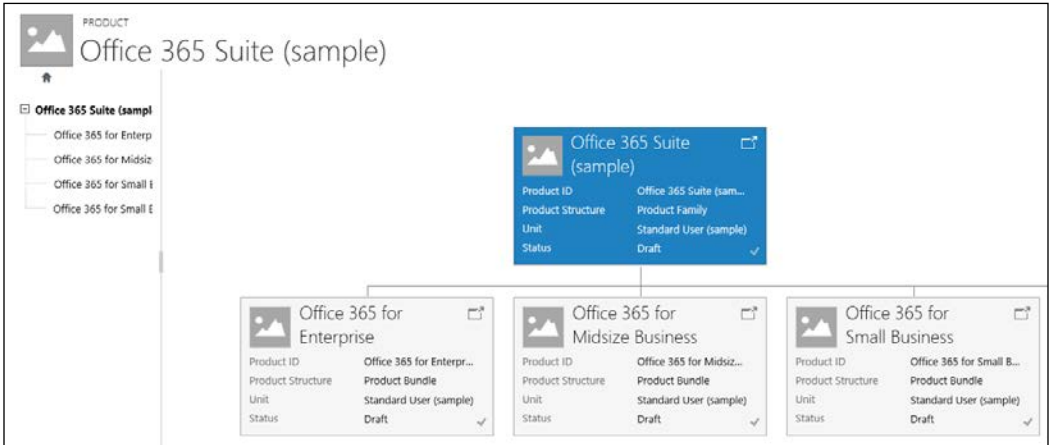 PRODUCT
Office 365 Suite (sample)
Office 365 Suite (sampl
Office 365 for Enterp
Office 365 for Midsiz
Office 365 for Small E
Office 365 for Small E
Office 365 Suite
(sample)
Product ID Office 365 Suite (sam...
Product Structure Product Family
Unit Standard User (sample)
Status Draft
Office 365 for
Enterprise
Product ID Office 365 for Enterpr...
Product Structure Product Bundle
Unit Standard User (sample)
Status Draft
Office 365 for
Midsize Business
Product ID Office 365 for Midsiz...
Product Structure Product Bundle
Unit Standard User (sample)
Status Draft
Office 365 for
Small Business
Product ID Office 365 for Small B...
Product Structure Product Bundle
Unit Standard User (sample)
Status Draft